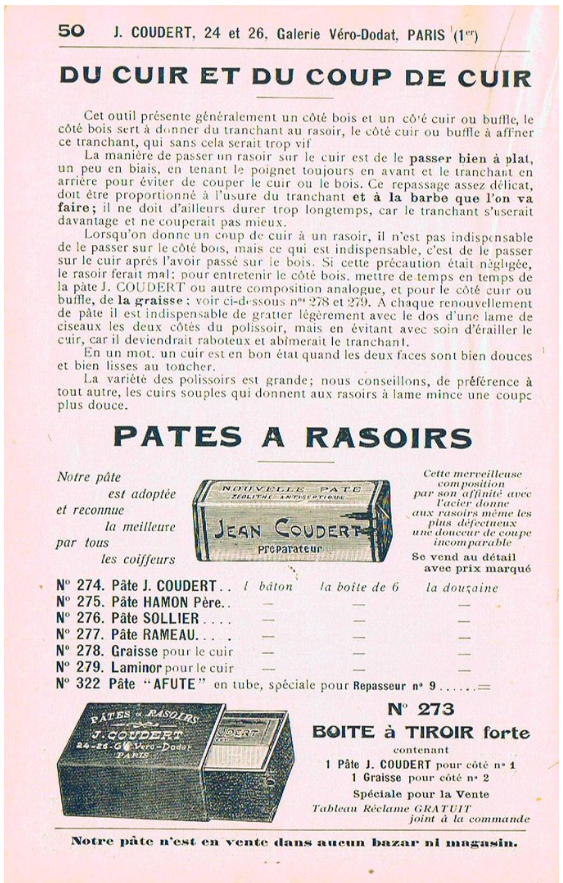 50 J. COUDERT, 24 et 26, Galerie Véro-Dodat, PARIS (1er)
DU CUIR ET DU COUP DE CUIR
Cet outil présente généralement un côté bois et un côté cuir ou buffle, le
côté bois sert à donner du tranchant au rasoir, le côté cuir ou buffle à affiner
ce tranchant, qui sans cela serait trop vif
La manière de passer un rasoir sur le cuir est de le passer bien à plat,
un peu en biais, en tenant le poignet toujours en avant et le tranchant en
arrière pour éviter de couper le cuir ou le bois. Ce repassage assez délicat,
doit être proportionné à l'usure du tranchant et à la barbe que l'on va
faire; il ne doit d'ailleurs durer trop longtemps, car le tranchant s'userait
davantage et ne couperait pas mieux.
Lorsqu'on donne un coup de cuir à un rasoir, il n'est pas indispensable
de le passer sur le côté bois, mais ce qui est indispensable, c'est de le passer
sur le cuir après l'avoir passé sur le bois. Si cette précaution était négligée,
le rasoir ferait mal; pour entretenir le côté bois, mettre de temps en temps de
la pâte J. COUDERT ou autre composition analogue, et pour le côté cuir ou
buffle, de la graisse; voir ci-dessous nos 278 et 279. A chaque renouvellement
de pâte il est indispensable de gratter légèrement avec le dos d'une lame de
ciseaux les deux côtés du polissoir, mais en évitant avec soin d'érailler le
cuir, car il deviendrait raboteux et abîmerait le tranchant.
En un mot, un cuir est en bon état quand les deux faces sont bien douces
et bien lisses au toucher.
La variété des polissoirs est grande; nous conseillons, de préférence à
tout autre, les cuirs souples qui donnent aux rasoirs à lame mince une coupe
plus douce.
PATES A RASOIRS
Notre pâte
est adoptée
et reconnue
la meilleure
par tous
les coiffeurs
NOUVELLE PATE
ZÉOLITHE ANTISEPTIQUE
JEAN COUDERT
Préparateur
Cette merveilleuse
composition
par son affinité avec
l'acier donne
aux rasoirs même les
plus défectueux
une douceur de coupe
incomparable
Se vend au détail
avec prix marqué
N° 274. Pâte J. COUDERT.. l bâton la boîte de 6 la douzaine
N° 275. Pâte HAMON Père.. — — —
N° 276. Pâte SOLLIER .... — — —
N° 277. Pâte RAMEAU..... — — —
N° 278. Graisse pour le cuir — — —
N° 279. Laminor pour le cuir — — —
N° 322 Pâte “AFUTE” en tube, spéciale pour Repasseur n° 9 ......=
PÂTES à RASOIRS
J. COUDERT
24-26-Gie Vero-Dodat
PARIS
N° 273
BOITE à TIROIR forte
contenant
1 Pâte J. COUDERT pour côté n° 1
1 Graisse pour côté n° 2
Spéciale pour la Vente
Tableau Réclame GRATUIT
joint à la commande
Notre pâte n'est en vente dans aucun bazar ni magasin.